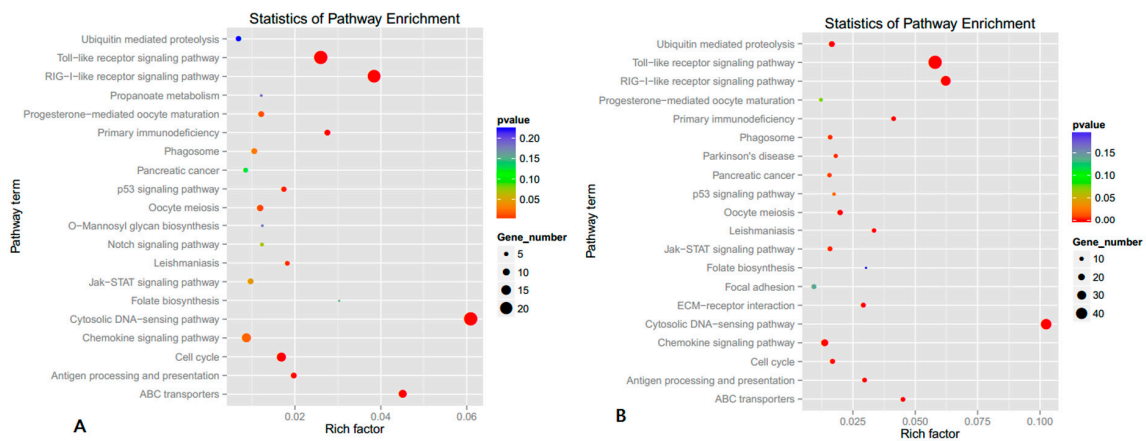 Statistics of Pathway Enrichment
Pathway term
Ubiquitin mediated proteolysis
Toll-like receptor signaling pathway
RIG-I-like receptor signaling pathway
Propanoate metabolism
Progesterone-mediated oocyte maturation
Primary immunodeficiency
Phagosome
Pancreatic cancer
p53 signaling pathway
Oocyte meiosis
O-Mannosyl glycan biosynthesis
Notch signaling pathway
Leishmaniasis
Jak-STAT signaling pathway
Folate biosynthesis
Cytosolic DNA-sensing pathway
Chemokine signaling pathway
Cell cycle
Antigen processing and presentation
ABC transporters
A
0.02 0.04 0.06
Rich factor
pvalue
0.20
0.15
0.10
0.05
Gene_number
5
10
15
20
Statistics of Pathway Enrichment
Pathway term
Ubiquitin mediated proteolysis
Toll-like receptor signaling pathway
RIG-I-like receptor signaling pathway
Progesterone-mediated oocyte maturation
Primary immunodeficiency
Phagosome
Parkinson's disease
Pancreatic cancer
p53 signaling pathway
Oocyte meiosis
Leishmaniasis
Jak-STAT signaling pathway
Folate biosynthesis
Focal adhesion
ECM-receptor interaction
Cytosolic DNA-sensing pathway
Chemokine signaling pathway
Cell cycle
Antigen processing and presentation
ABC transporters
B
0.025 0.050 0.075 0.100
Rich factor
pvalue
0.15
0.10
0.05
0.00
Gene_number
10
20
30
40